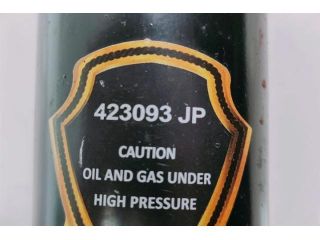 423093 JP
CAUTION
OIL AND GAS UNDER
HIGH PRESSURE